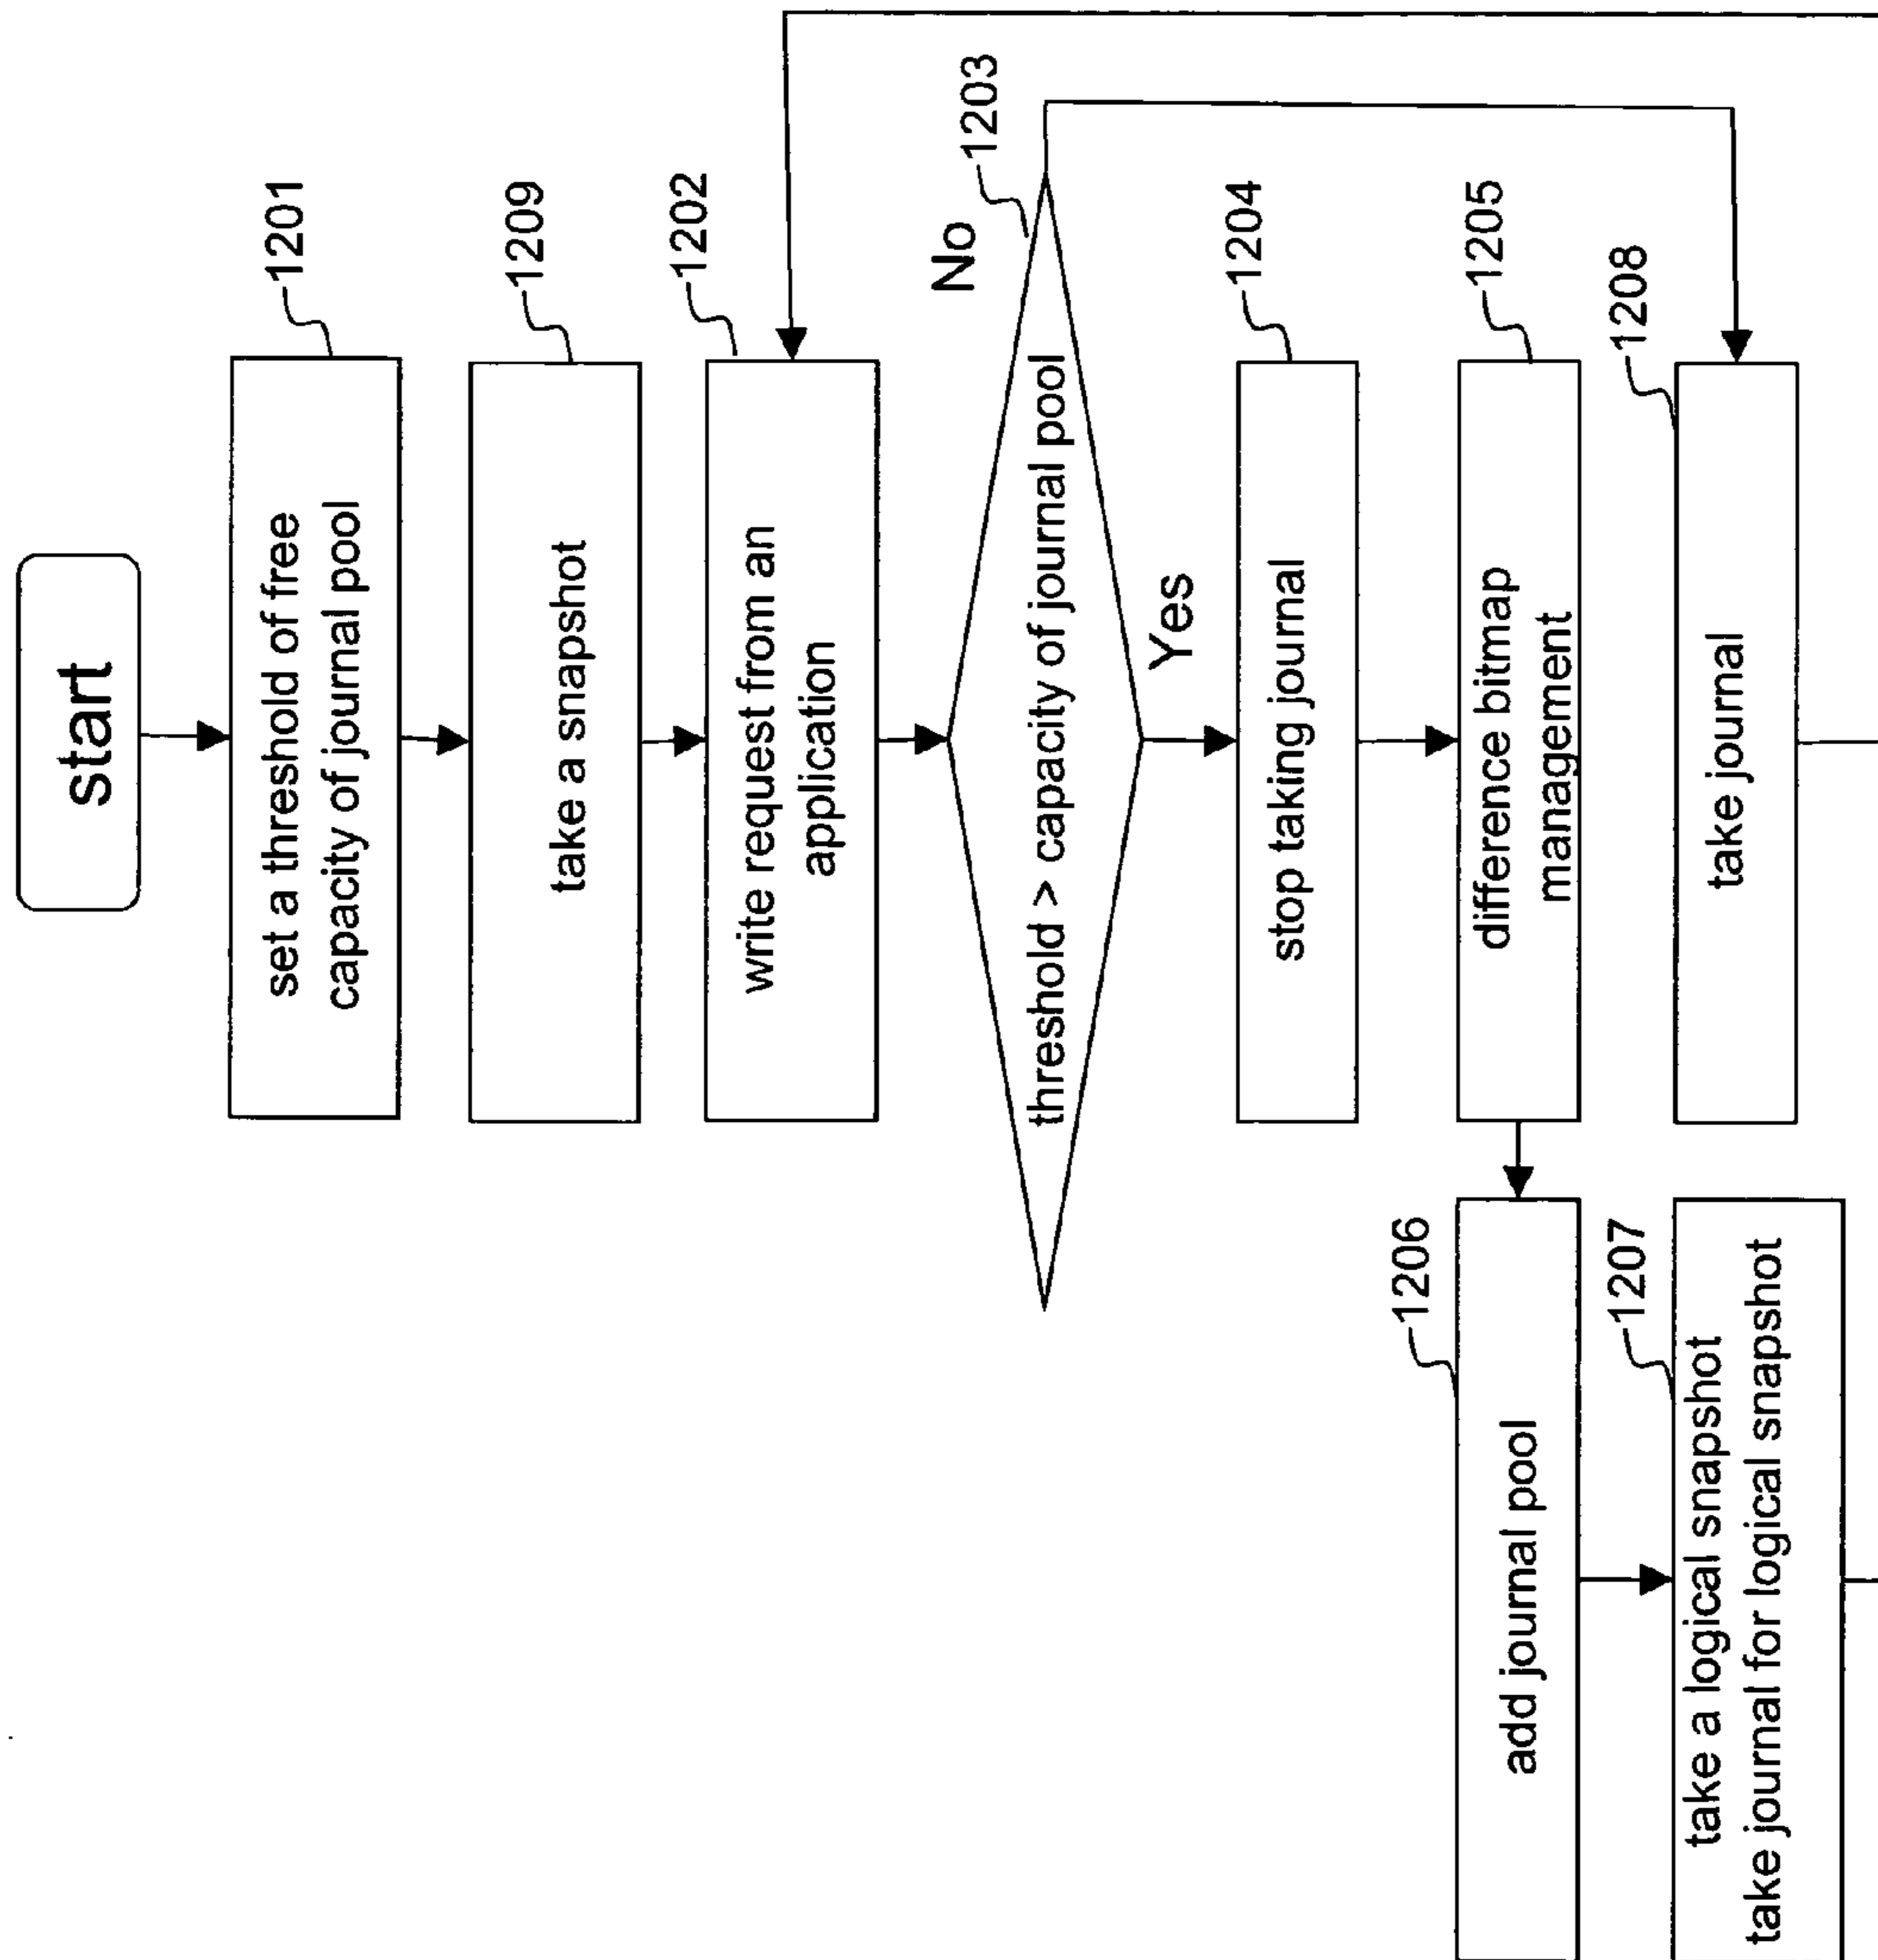 start
1201
set a threshold of free
capacity of journal pool
1209
take a snapshot
1202
write request from an
application
1203
No
threshold > capacity of journal pool
Yes
1204
stop taking journal
1205
difference bitmap
management
1206
add journal pool
1207
take a logical snapshot
take journal for logical snapshot
1208
take journal